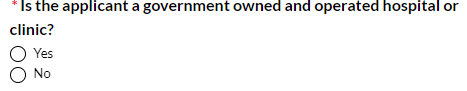 * Is the applicant a government owned and operated hospital or
clinic?
Yes
No